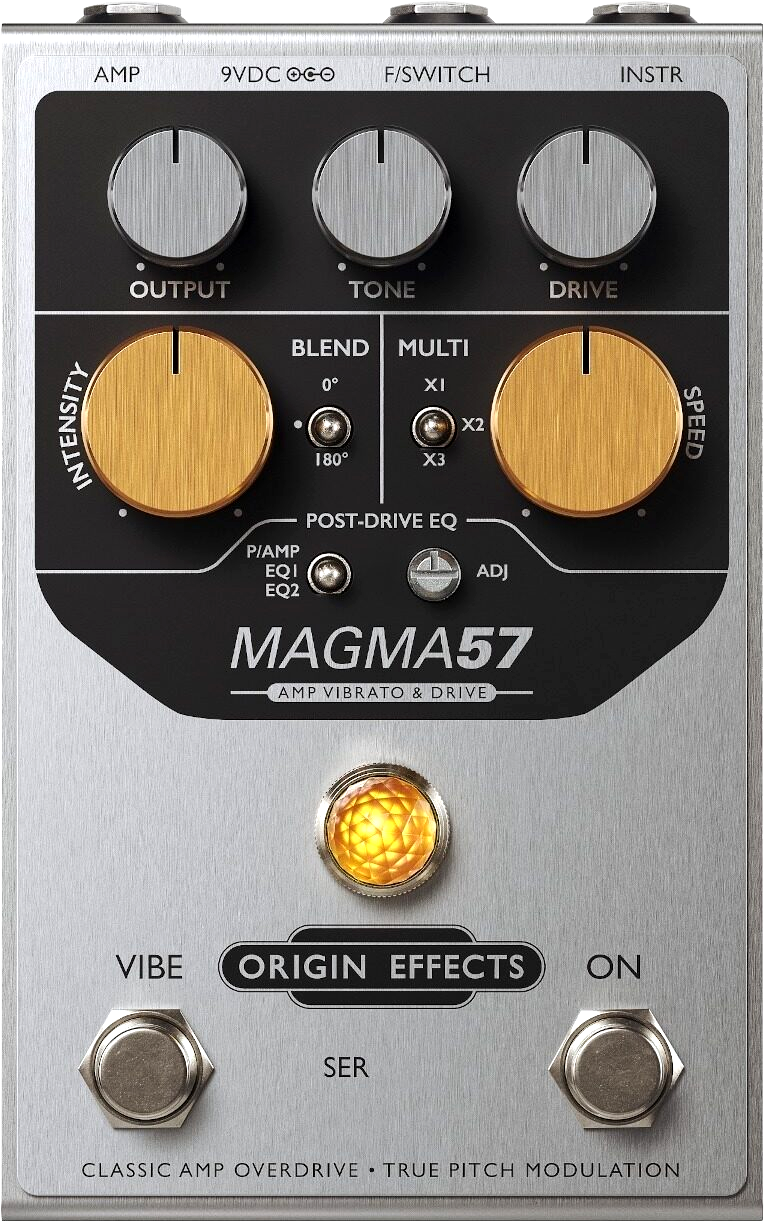 AMP 9VDC F/SWITCH INSTR
OUTPUT TONE DRIVE
INTENSITY
BLEND
0°
180°
MULTI
X1
X2
X3
SPEED
POST-DRIVE EQ
P/AMP
EQ1
EQ2
ADJ
MAGMA57
AMP VIBRATO & DRIVE
VIBE
ORIGIN EFFECTS
ON
SER
CLASSIC AMP OVERDRIVE • TRUE PITCH MODULATION